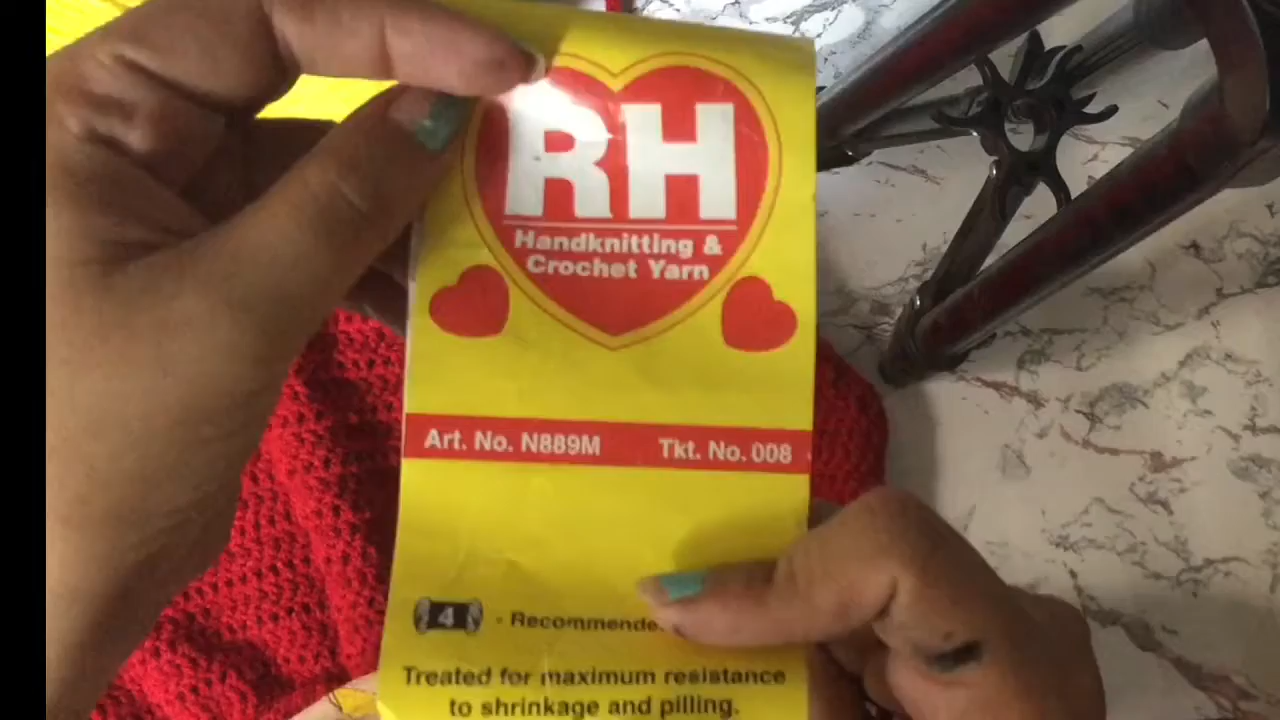 RH
Handknitting &
Crochet Yarn
Art. No. N889M Tkt. No. 008
4 - Recommende
Treated for maximum resistance
to shrinkage and pilling.